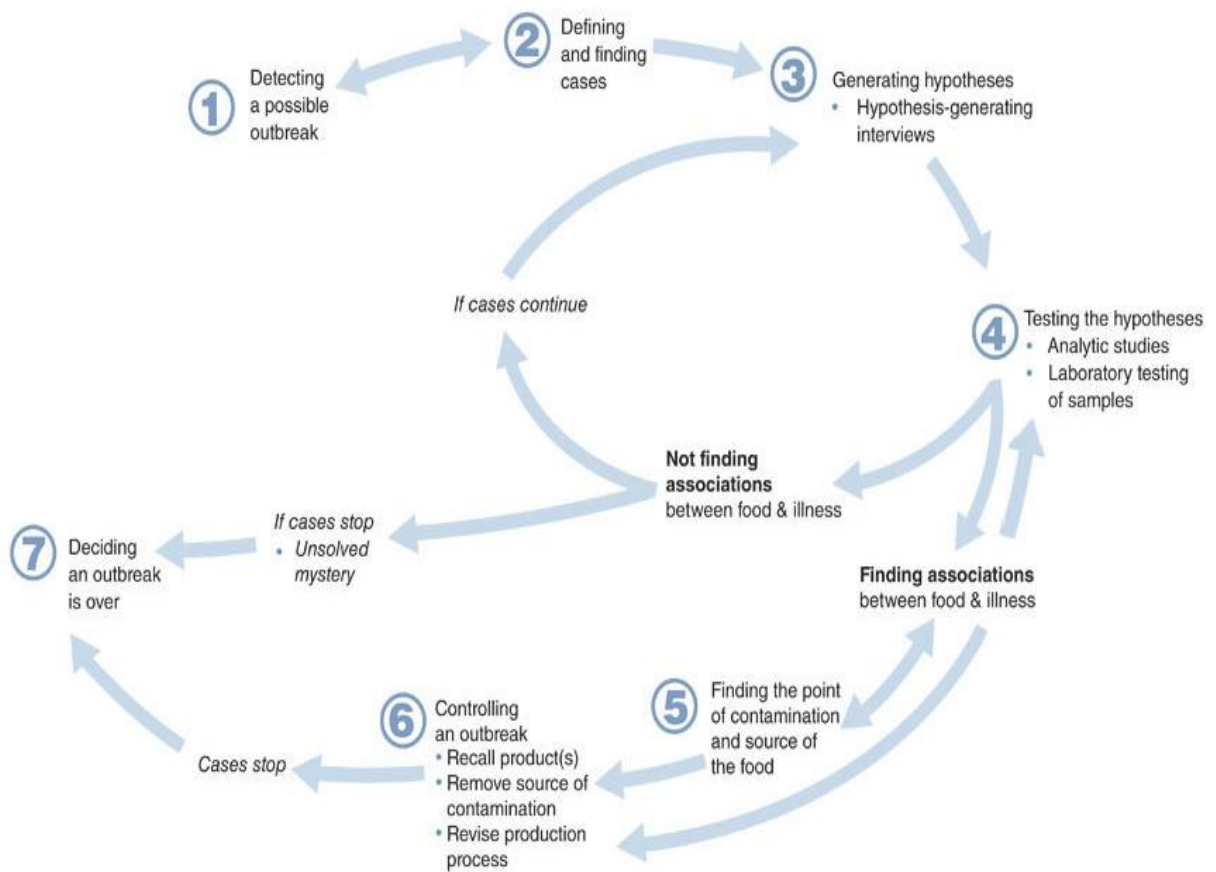 1
Detecting
a possible
outbreak
2
Defining
and finding
cases
3
Generating hypotheses
• Hypothesis-generating
interviews
4
Testing the hypotheses
• Analytic studies
• Laboratory testing
of samples
If cases continue
Not finding
associations
between food & illness
Finding associations
between food & illness
If cases stop
• Unsolved
mystery
5
Finding the point
of contamination
and source of
the food
6
Controlling
an outbreak
• Recall product(s)
• Remove source of
contamination
• Revise production
process
Cases stop
7
Deciding
an outbreak
is over